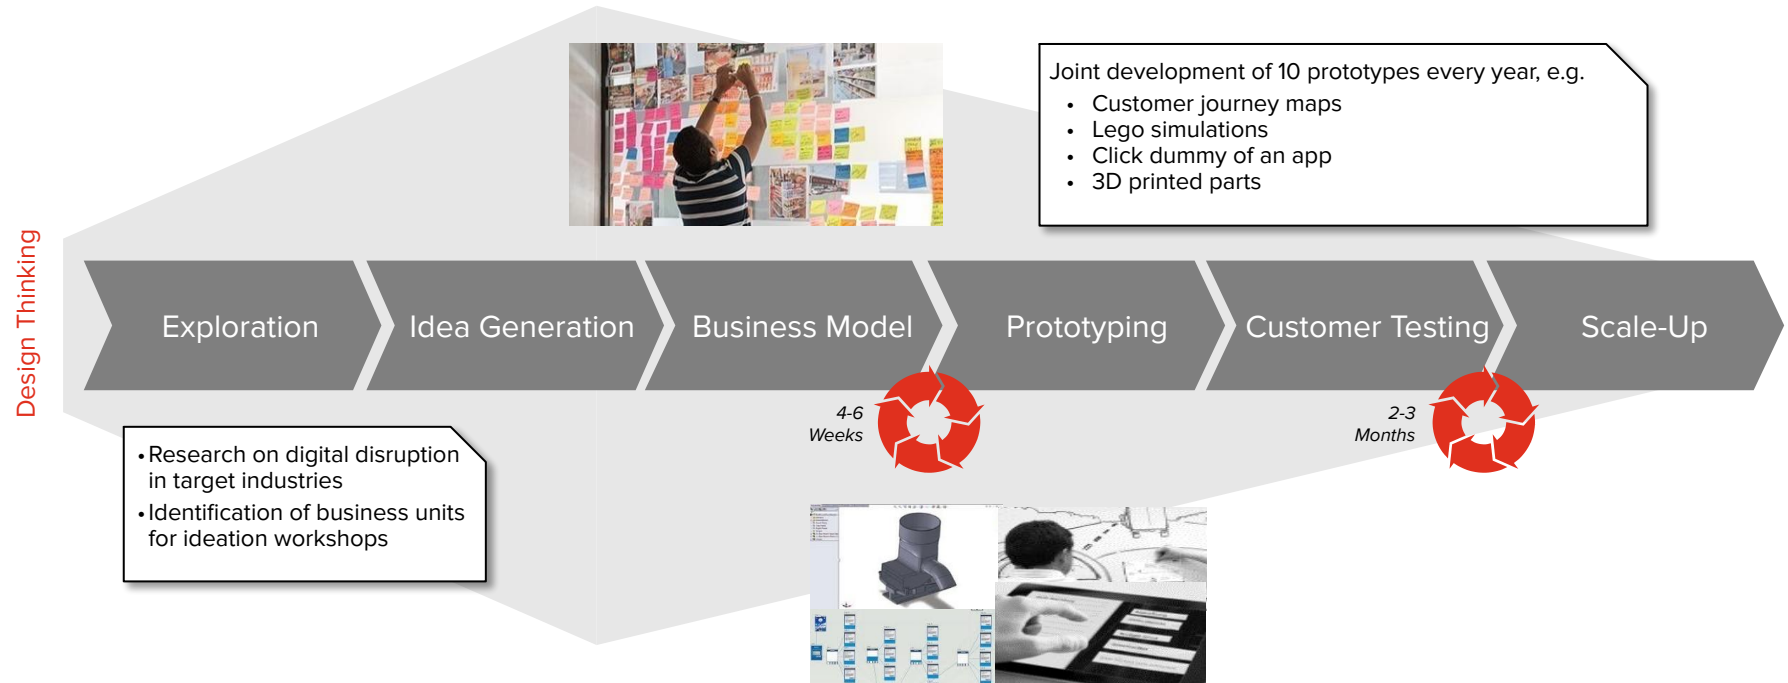 Joint development of 10 prototypes every year, e.g.
• Customer journey maps
• Lego simulations
• Click dummy of an app
• 3D printed parts
Design Thinking
Exploration
Idea Generation
Business Model
Prototyping
Customer Testing
Scale-Up
4-6
Weeks
2-3
Months
• Research on digital disruption
in target industries
• Identification of business units
for ideation workshops